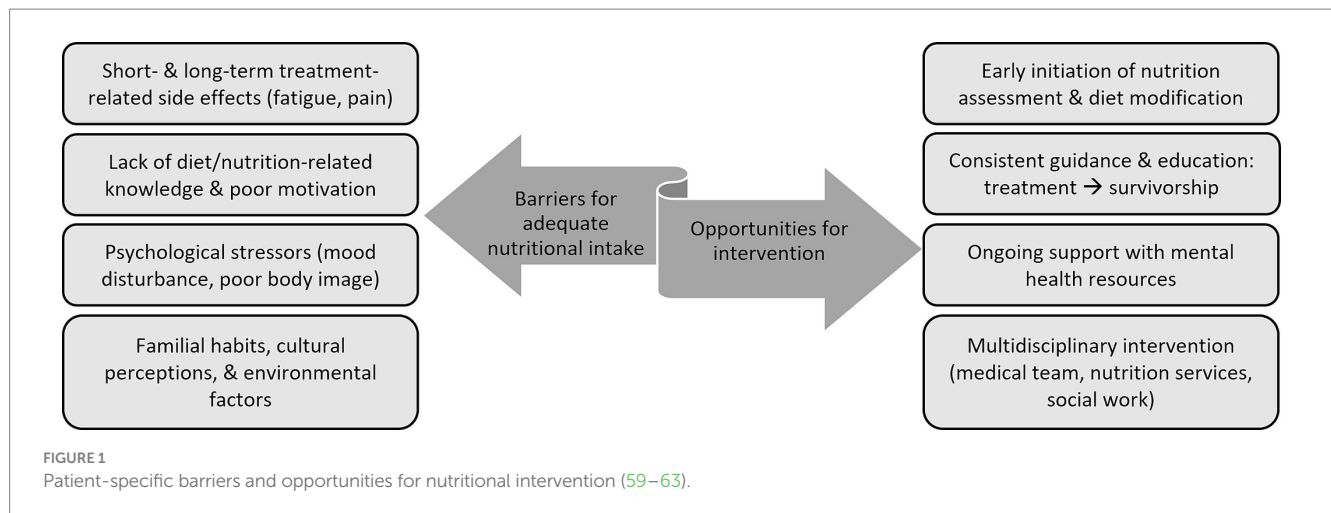 Short- & long-term treatment-
related side effects (fatigue, pain)
Lack of diet/nutrition-related
knowledge & poor motivation
Psychological stressors (mood
disturbance, poor body image)
Familial habits, cultural
perceptions, & environmental
factors
Barriers for
adequate
nutritional intake
Opportunities for
intervention
Early initiation of nutrition
assessment & diet modification
Consistent guidance & education:
treatment → survivorship
Ongoing support with mental
health resources
Multidisciplinary intervention
(medical team, nutrition services,
social work)
FIGURE 1
Patient-specific barriers and opportunities for nutritional intervention (59–63).